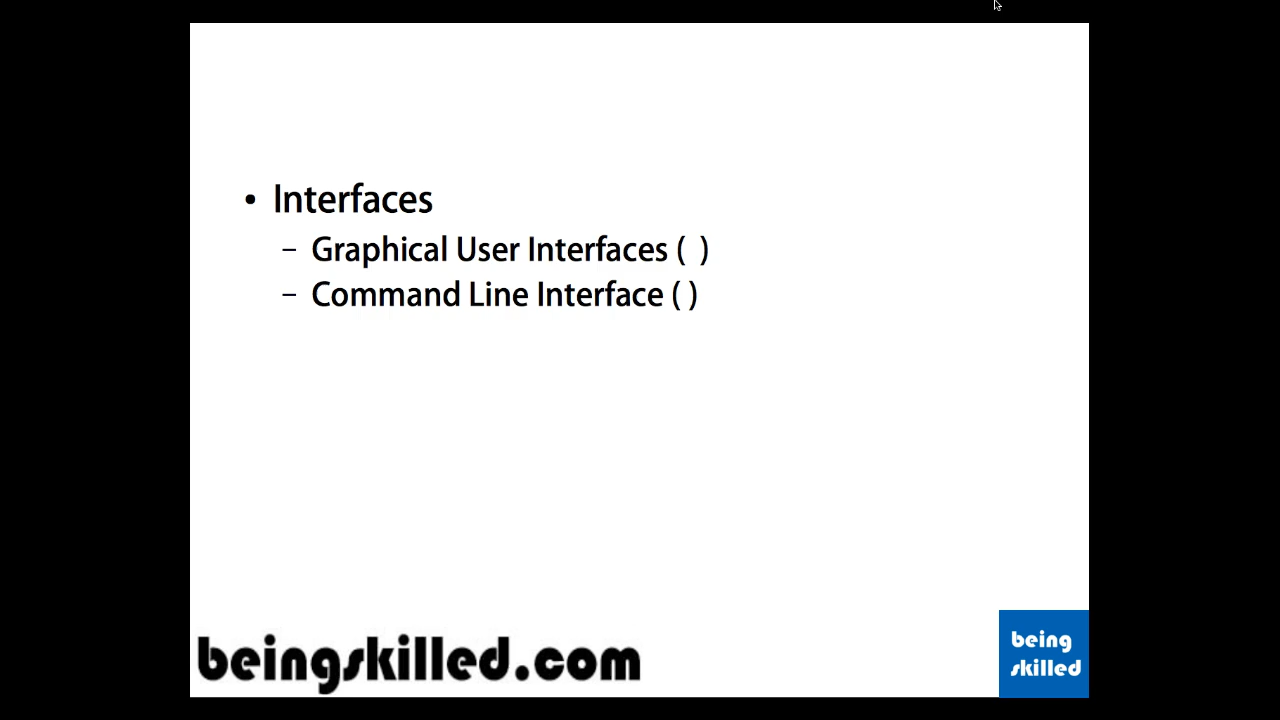 • Interfaces
– Graphical User Interfaces ( )
– Command Line Interface ( )
beingskilled.com
being
skilled